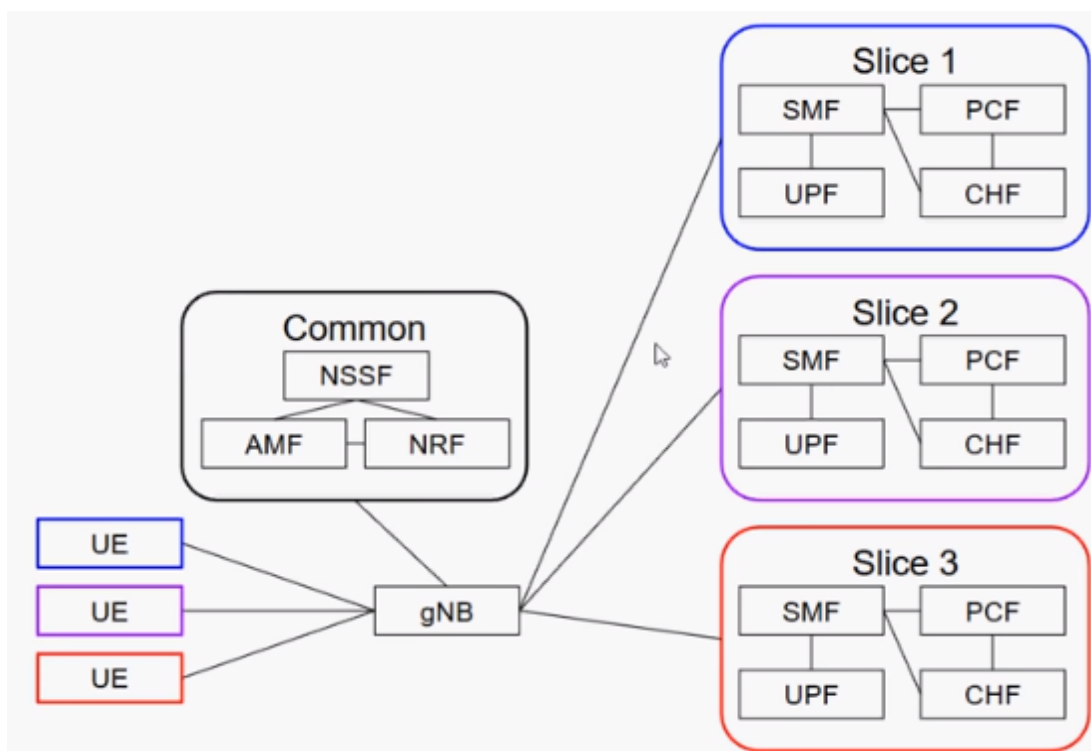 Slice 1
SMF PCF
UPF CHF
Slice 2
SMF PCF
UPF CHF
Common
NSSF
AMF NRF
UE
UE
UE
gNB
Slice 3
SMF PCF
UPF CHF